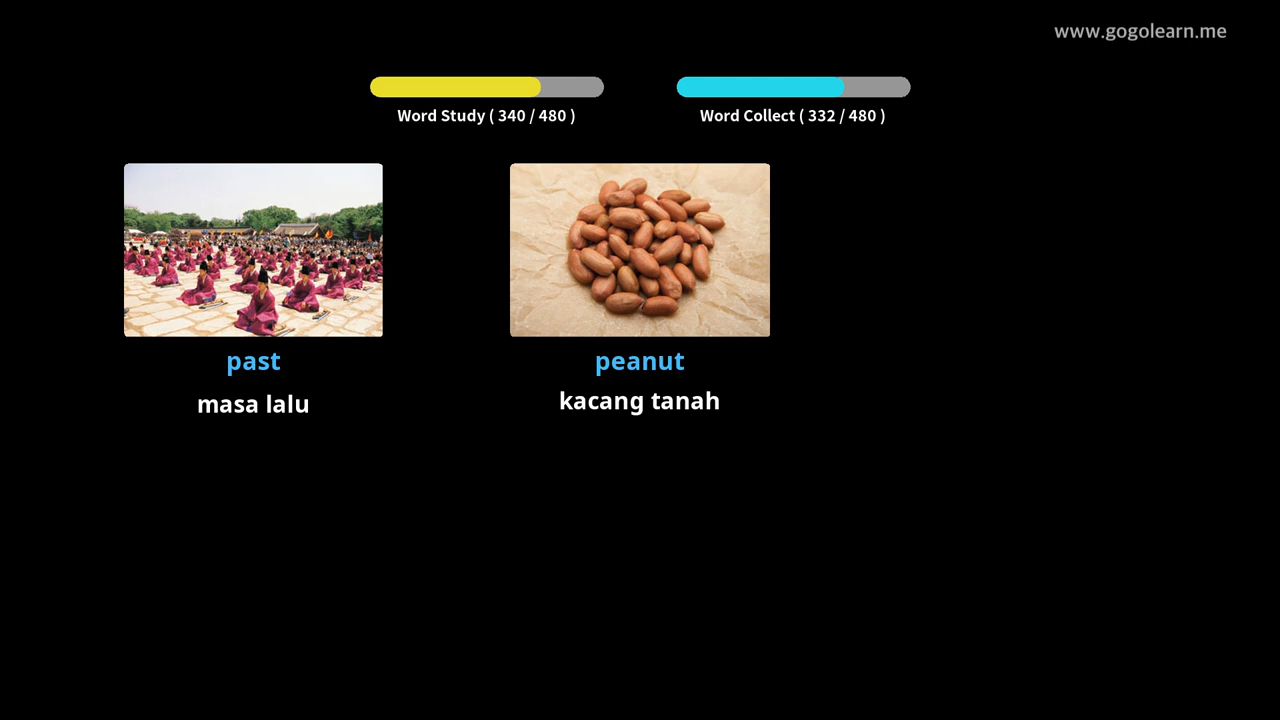 www.gogolearn.me
Word Study ( 340 / 480 )
Word Collect ( 332 / 480 )
past
masa lalu
peanut
kacang tanah